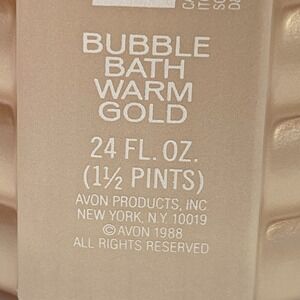 BUBBLE
BATH
WARM
GOLD
24 FL. OZ.
(1½ PINTS)
AVON PRODUCTS, INC
NEW YORK, N.Y 10019
©AVON 1988
ALL RIGHTS RESERVED